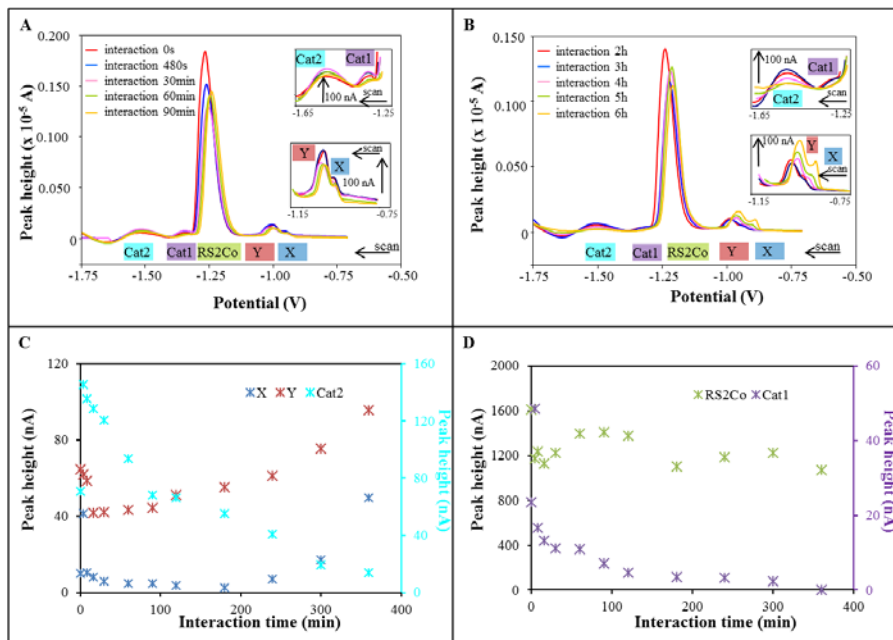 A
Peak height (x 10⁻⁵ A)
0.200
0.150
0.100
0.050
0
interaction 0s
interaction 480s
interaction 30min
interaction 60min
interaction 90min
Cat2
Cat1
100 nA
scan
-1.65
-1.25
Y
scan
X
100 nA
-1.15
-0.75
Cat2
Cat1
RS2Co
Y
X
scan
-1.75
-1.50
-1.25
-1.00
-0.75
-0.50
Potential (V)
B
Peak height (x 10⁻⁵ A)
0.150
0.100
0.050
0
interaction 2h
interaction 3h
interaction 4h
interaction 5h
interaction 6h
100 nA
Cat1
Cat2
scan
-1.65
-1.25
100 nA
Y
X
scan
-1.15
-0.75
Cat2
Cat1
RS2Co
Y
X
scan
-1.75
-1.50
-1.25
-1.00
-0.75
-0.50
Potential (V)
C
Peak height (nA)
120
80
40
0
X Y Cat2
160
120
80
40
0
Peak height (nA)
0 100 200 300 400
Interaction time (min)
D
Peak height (nA)
2000
1600
1200
800
400
0
RS2Co Cat1
60
40
20
0
Peak height (nA)
0 100 200 300 400
Interaction time (min)